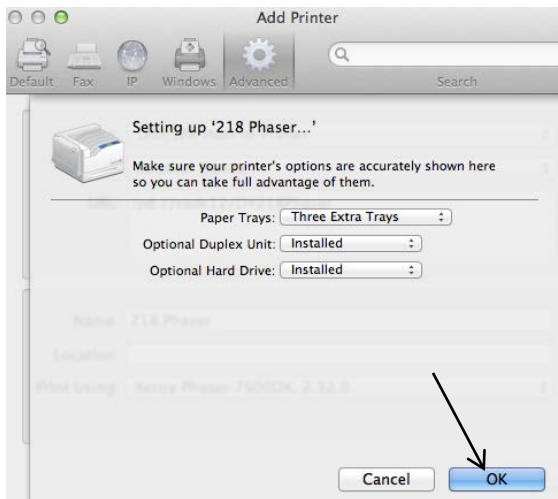 Add Printer
Default Fax IP Windows Advanced Search
Setting up ‘218 Phaser...’
Make sure your printer's options are accurately shown here
so you can take full advantage of them.
Paper Trays: Three Extra Trays
Optional Duplex Unit: Installed
Optional Hard Drive: Installed
Name: 218 Phaser
Location:
Print Using:
Cancel OK